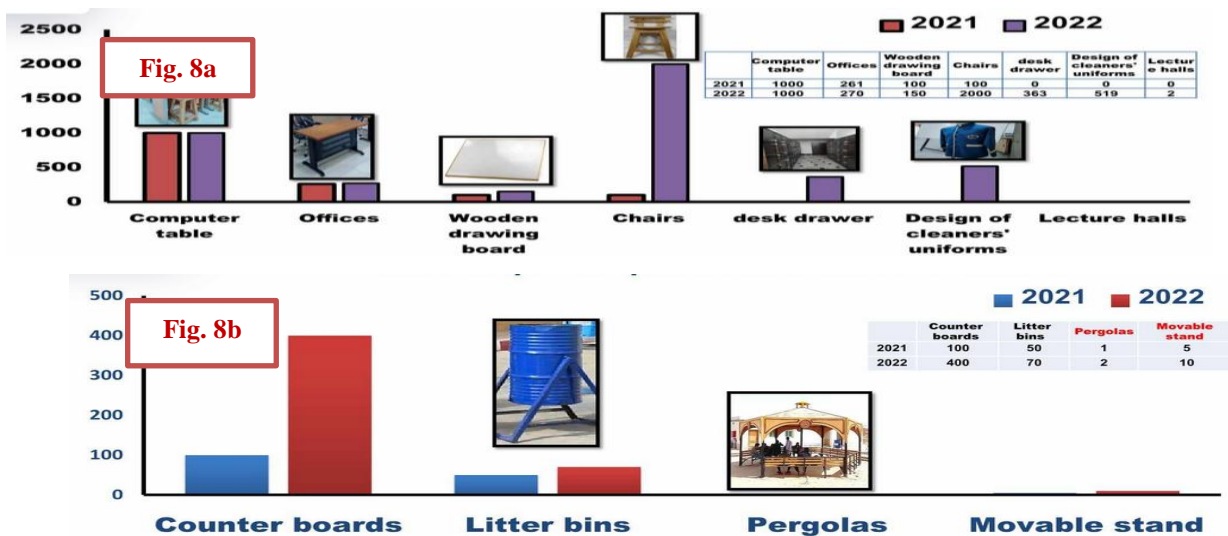 2500
2000
1500
1000
500
0
Fig. 8a
2021 2022
Computer table Offices Wooden drawing board Chairs desk drawer Design of cleaners' uniforms Lectur e halls
2021 1000 261 100 100 0 0 0
2022 1000 270 150 2000 363 519 2
Computer table Offices Wooden drawing board Chairs desk drawer Design of cleaners' uniforms Lecture halls
500
400
300
200
100
0
Fig. 8b
2021 2022
Counter boards Litter bins Pergolas Movable stand
2021 100 50 1 5
2022 400 70 2 10
Counter boards Litter bins Pergolas Movable stand